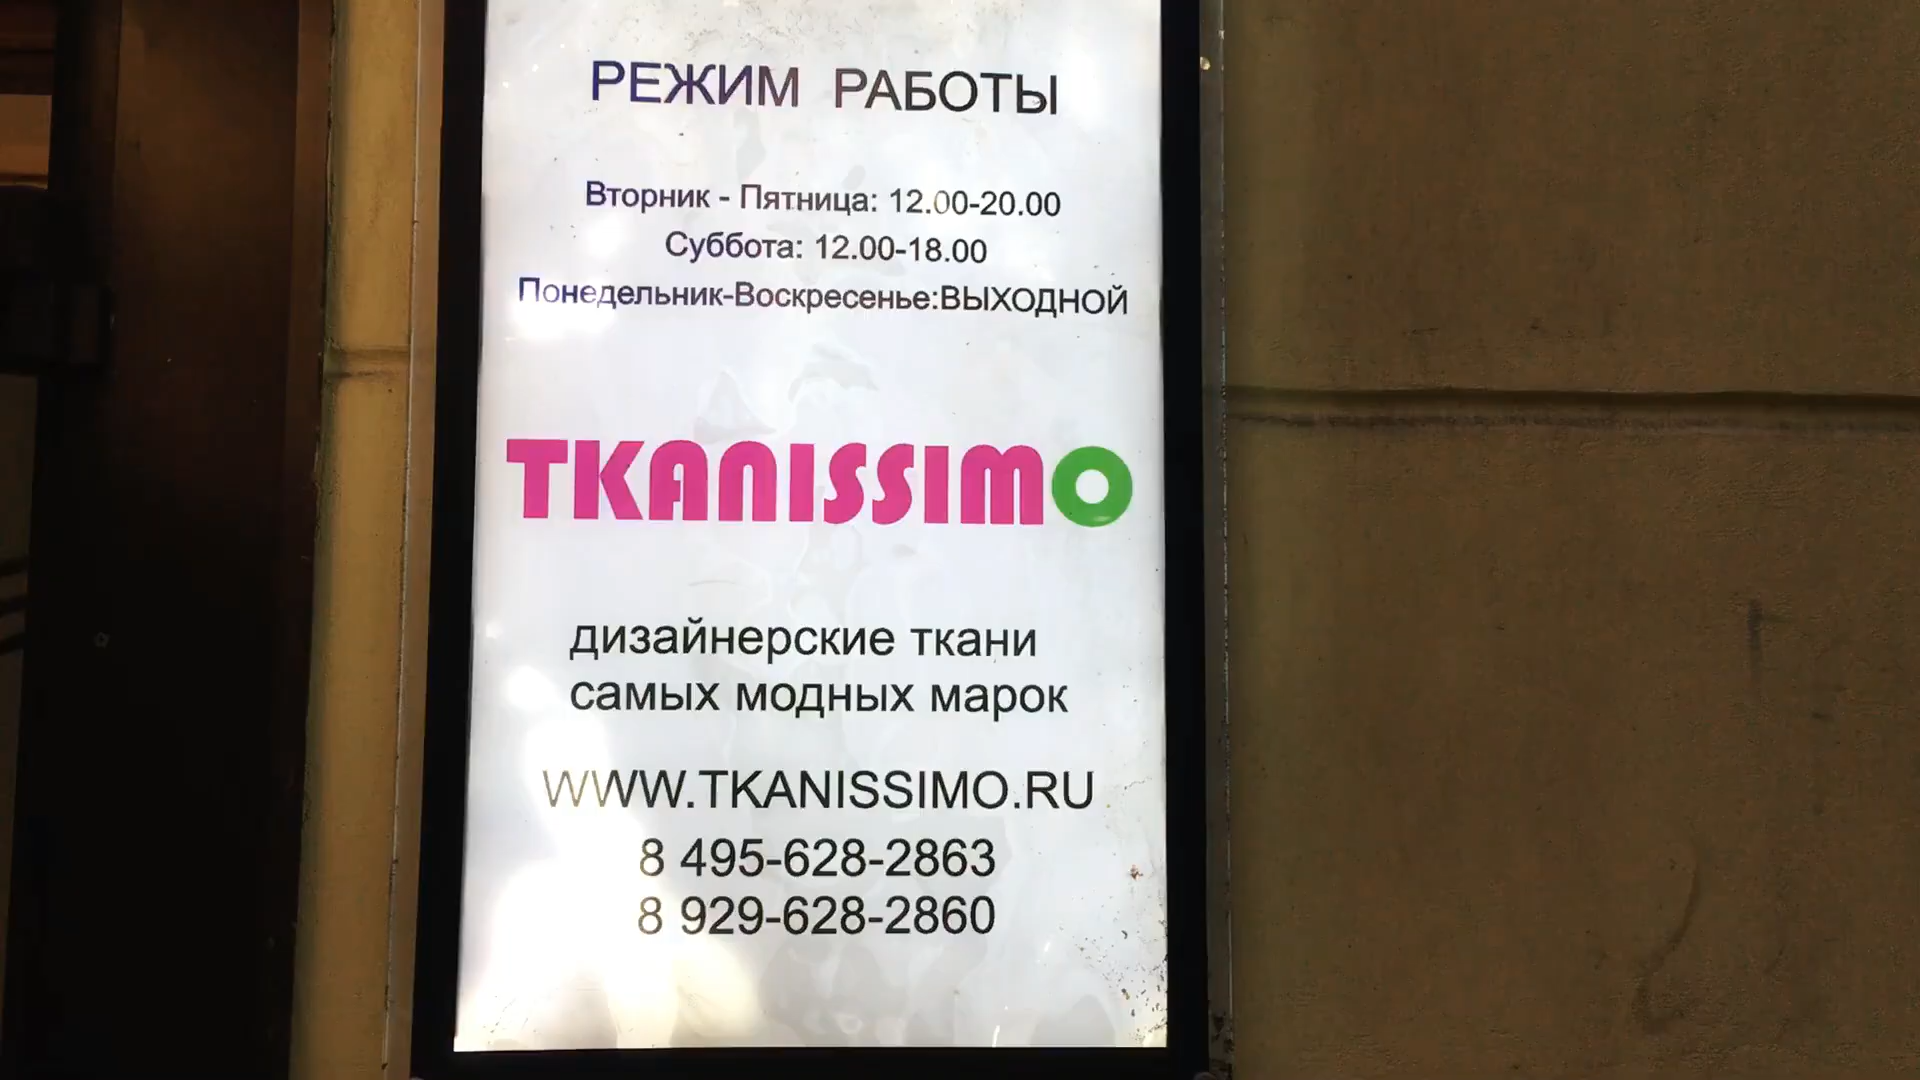 РЕЖИМ РАБОТЫ
Вторник - Пятница: 12.00-20.00
Суббота: 12.00-18.00
Понедельник-Воскресенье:ВЫХОДНОЙ
TKANISSIMO
дизайнерские ткани
самых модных марок
WWW.TKANISSIMO.RU
8 495-628-2863
8 929-628-2860